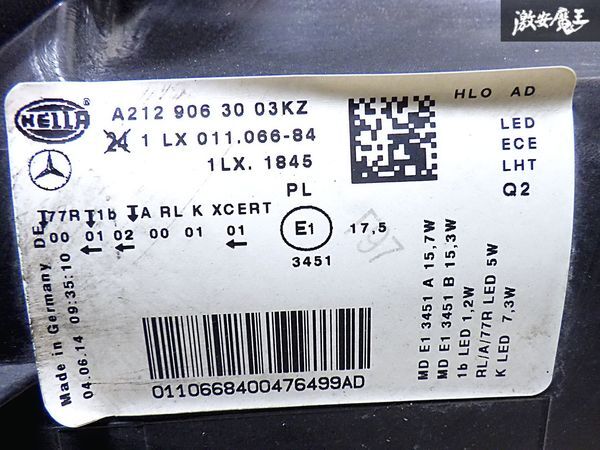 激安魔王
HELLA
A212 906 30 03KZ
HLO AD
24 1 LX 011.066-84
LED
1LX. 1845
ECE
PL
LHT
Q2
77R 1b A RL K XCERT
E1
17,5
00 01 02 00 01 01
3451
DE
Made in Germany
04.06.14 09:35:10
MD E1 3451 A 15,7W
MD E1 3451 B 15,3W
1b LED 1,2W
RL/A/77R LED 5W
K LED 7,3W
0110668400476499AD